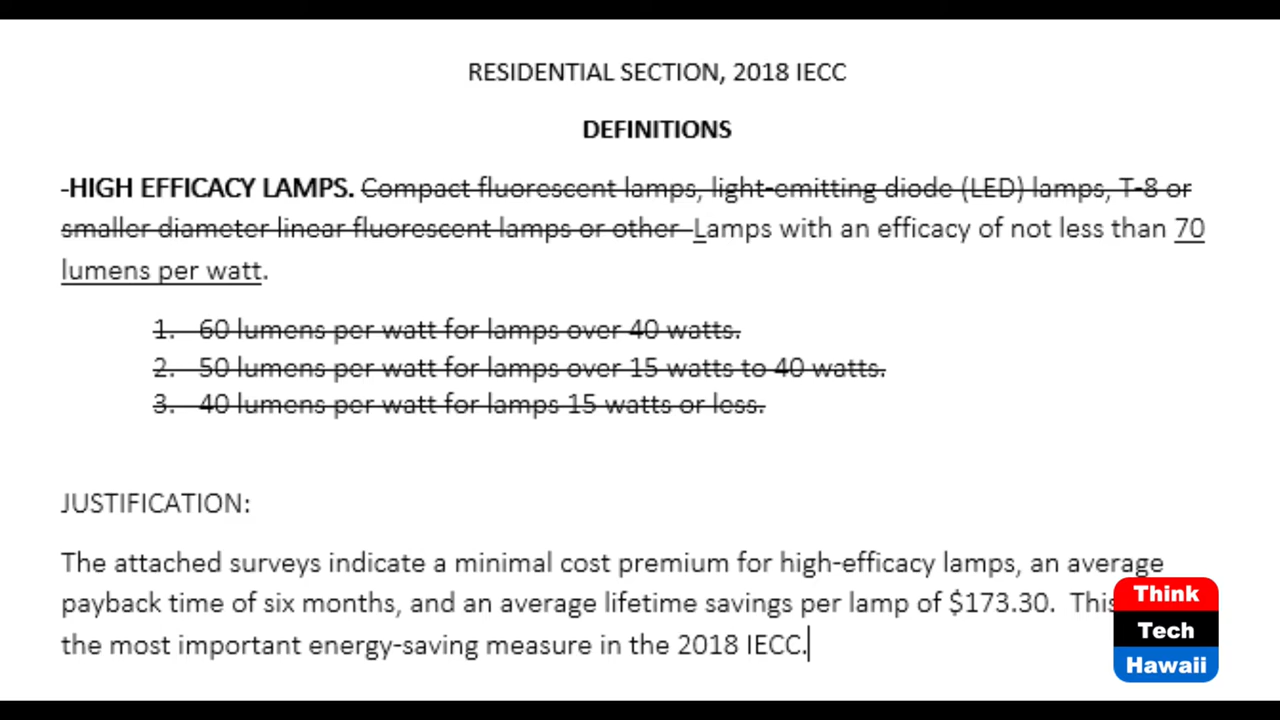 RESIDENTIAL SECTION, 2018 IECC
DEFINITIONS
-HIGH EFFICACY LAMPS. Compact fluorescent lamps, light-emitting diode (LED) lamps, T-8 or
smaller diameter linear fluorescent lamps or other Lamps with an efficacy of not less than 70
lumens per watt.
1. 60 lumens per watt for lamps over 40 watts.
2. 50 lumens per watt for lamps over 15 watts to 40 watts.
3. 40 lumens per watt for lamps 15 watts or less.
JUSTIFICATION:
The attached surveys indicate a minimal cost premium for high-efficacy lamps, an average
payback time of six months, and an average lifetime savings per lamp of $173.30. This
the most important energy-saving measure in the 2018 IECC.
Think
Tech
Hawaii